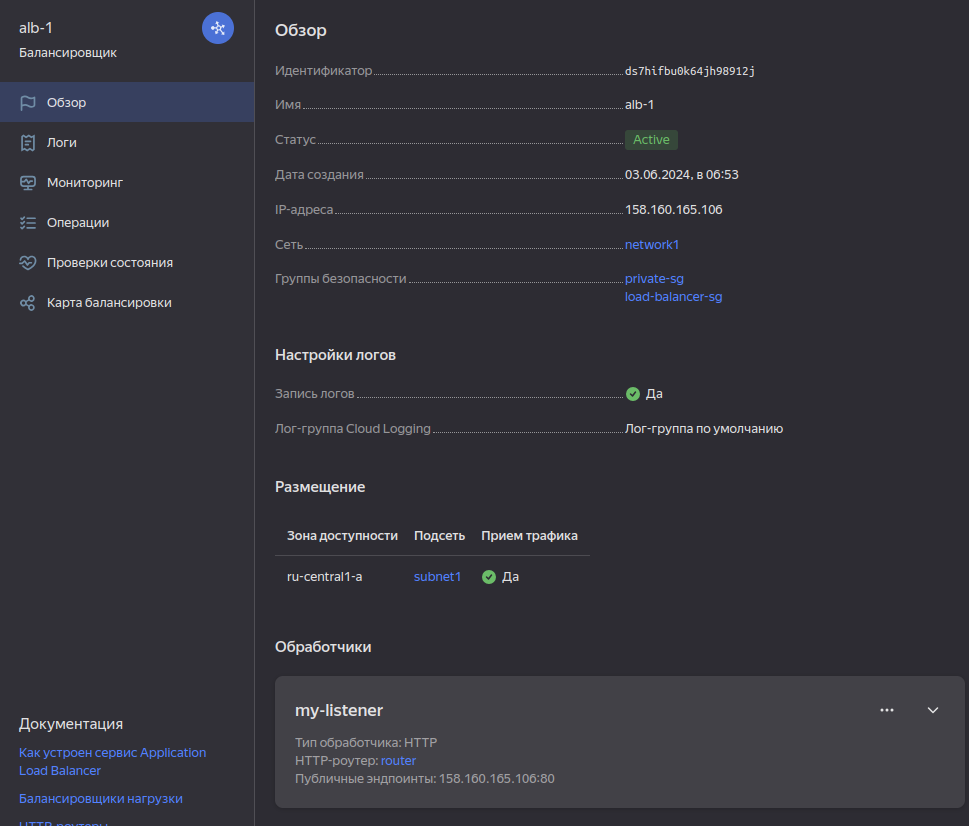 alb-1
Балансировщик
Обзор
Логи
Мониторинг
Операции
Проверки состояния
Карта балансировки
Документация
Как устроен сервис Application
Load Balancer
Балансировщики нагрузки
HTTP-роутеры
Обзор
Идентификатор ds7hifbu0k64jh98912j
Имя alb-1
Статус Active
Дата создания 03.06.2024, в 06:53
IP-адреса 158.160.165.106
Сеть network1
Группы безопасности private-sg
load-balancer-sg
Настройки логов
Запись логов Да
Лог-группа Cloud Logging Лог-группа по умолчанию
Размещение
Зона доступности Подсеть Прием трафика
ru-central1-a subnet1 Да
Обработчики
my-listener
Тип обработчика: HTTP
HTTP-роутер: router
Публичные эндпоинты: 158.160.165.106:80